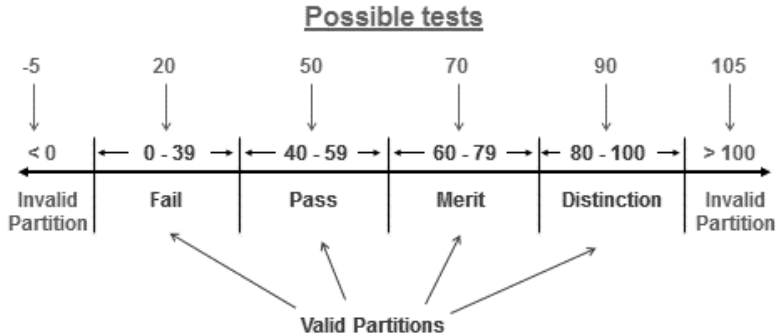 Possible tests
-5 20 50 70 90 105
< 0 0 - 39 40 - 59 60 - 79 80 - 100 > 100
Invalid Partition Fail Pass Merit Distinction Invalid Partition
Valid Partitions